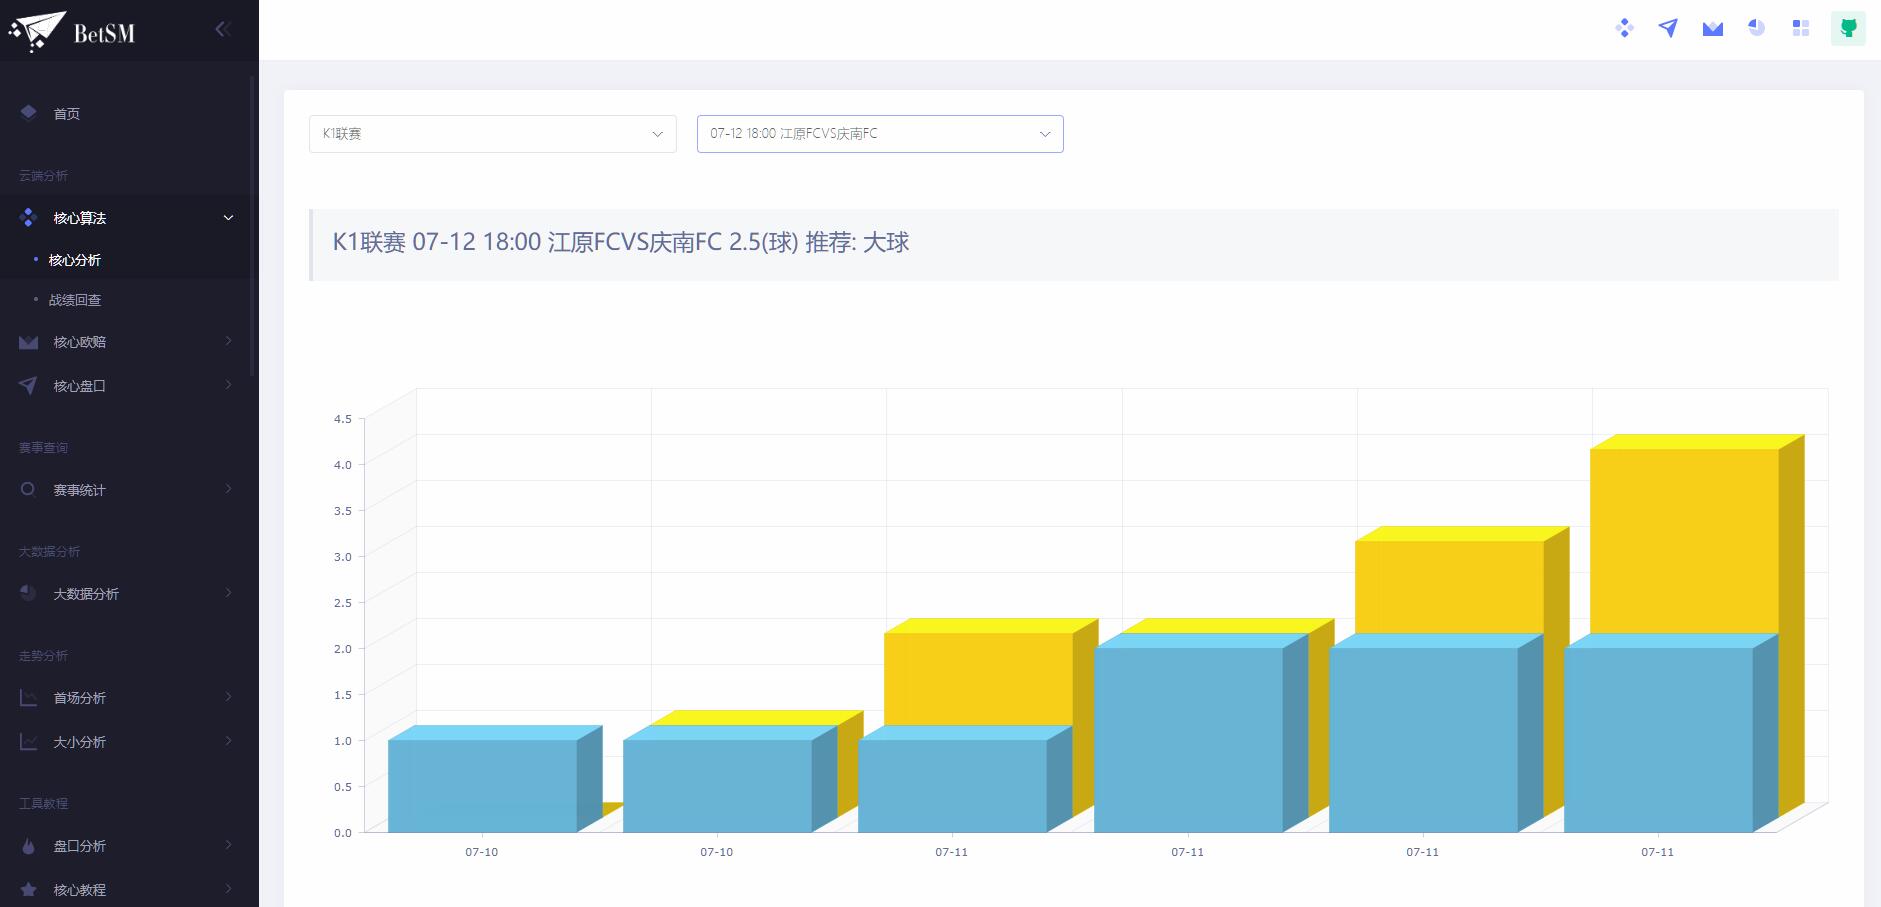 BetSM
首页
云端分析
核心算法
核心分析
战绩回查
核心欧赔
核心盘口
赛事查询
赛事统计
大数据分析
大数据分析
走势分析
首场分析
大小分析
工具教程
盘口分析
核心教程
K1联赛
07-12 18:00 江原FCVS庆南FC
K1联赛 07-12 18:00 江原FCVS庆南FC 2.5(球) 推荐: 大球
4.5
4.0
3.5
3.0
2.5
2.0
1.5
1.0
0.5
0.0
07-10 07-10 07-11 07-11 07-11 07-11